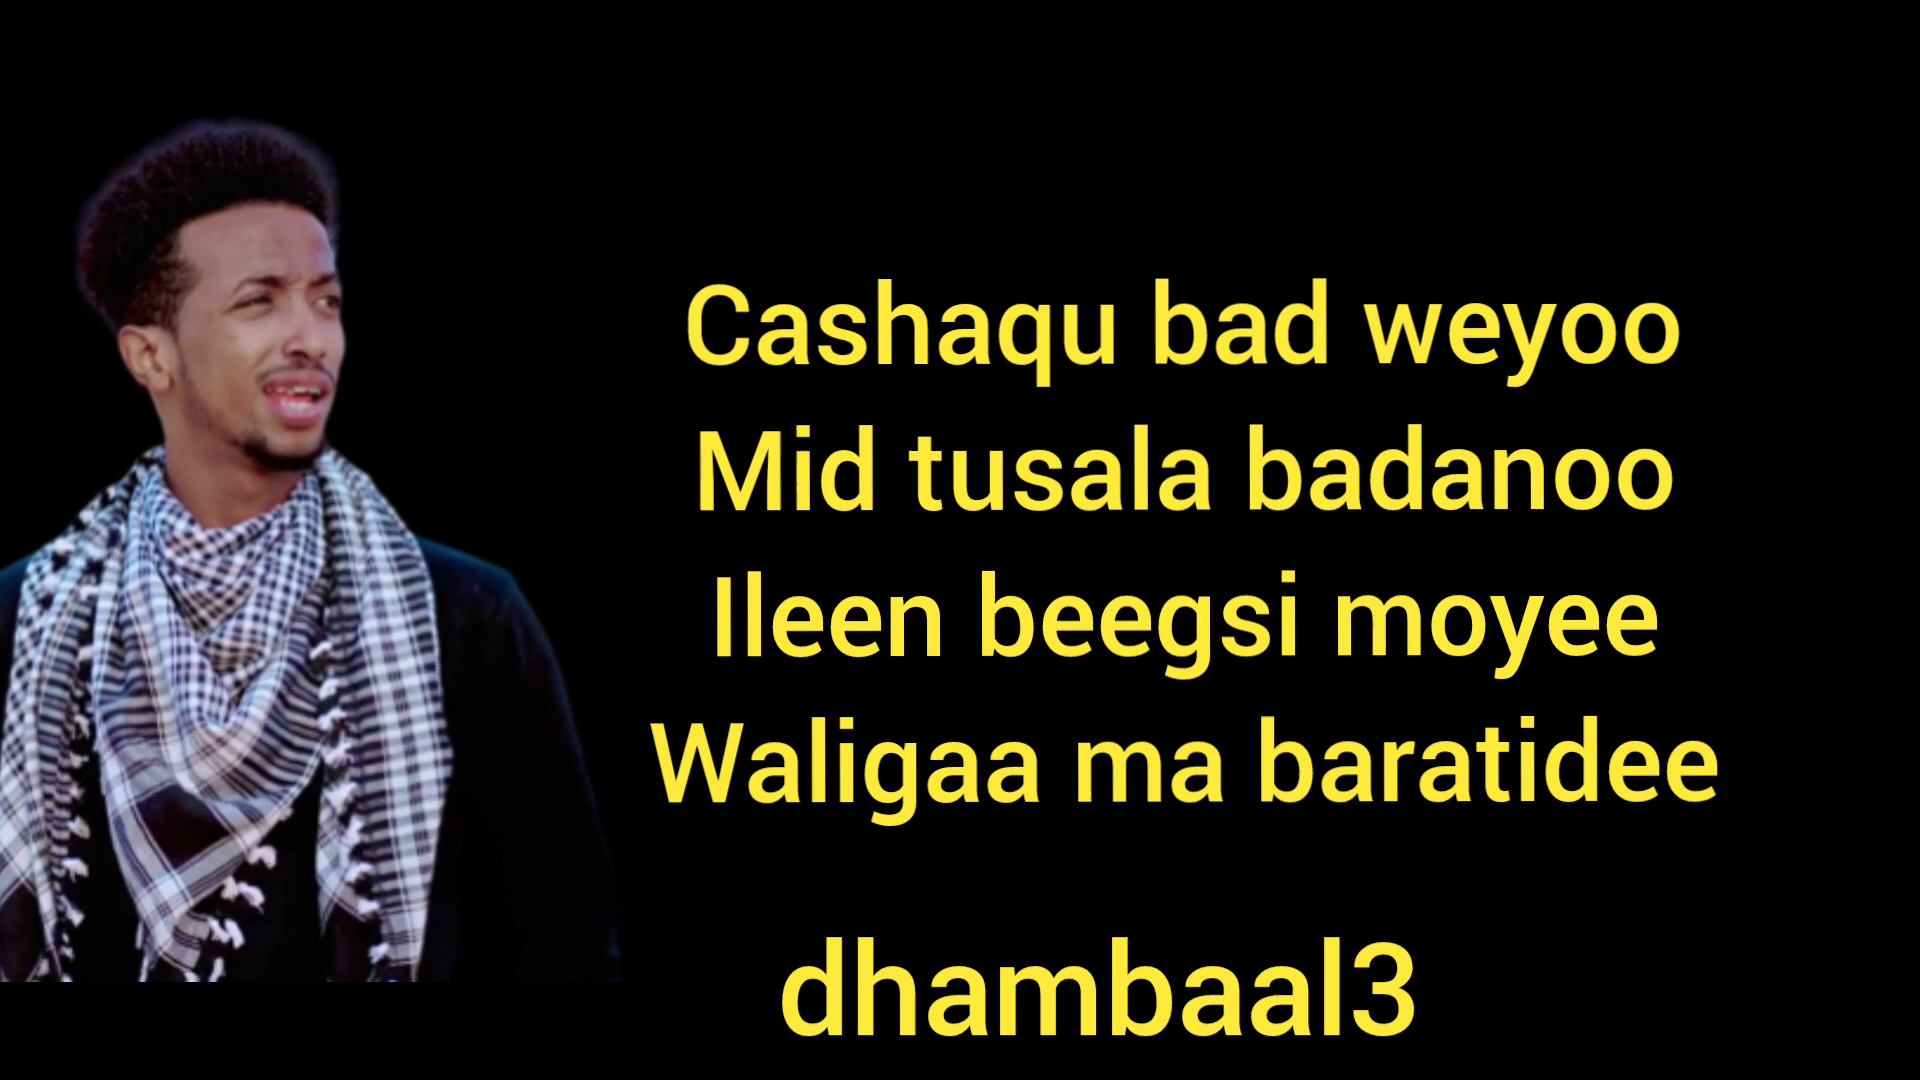 Cashaqu bad weyoo
Mid tusala badanoo
Ileen beegsi moyee
Waligaa ma baratidee
dhambaal3